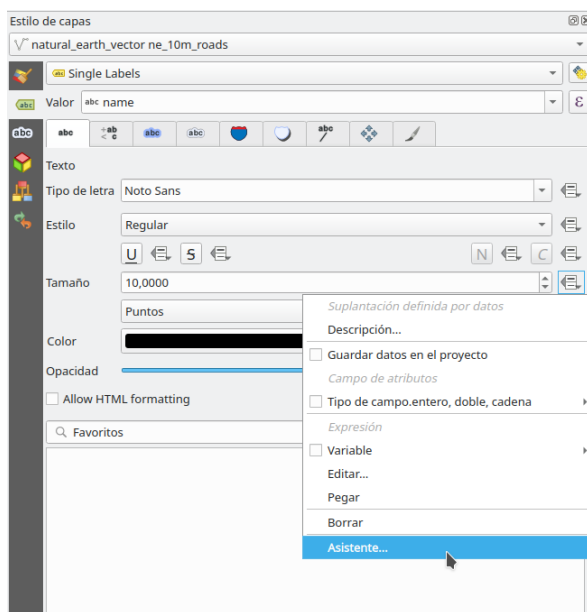 Estilo de capas
natural_earth_vector ne_10m_roads
abc Single Labels
abc Valor abc name ε
abc abc +ab < c abc abc abc
Texto
Tipo de letra Noto Sans
Estilo Regular
U S N C
Tamaño 10,0000
Puntos
Color
Opacidad
Allow HTML formatting
Favoritos
Suplantación definida por datos
Descripción...
Guardar datos en el proyecto
Campo de atributos
Tipo de campo.entero, doble, cadena
Expresión
Variable
Editar...
Pegar
Borrar
Asistente...